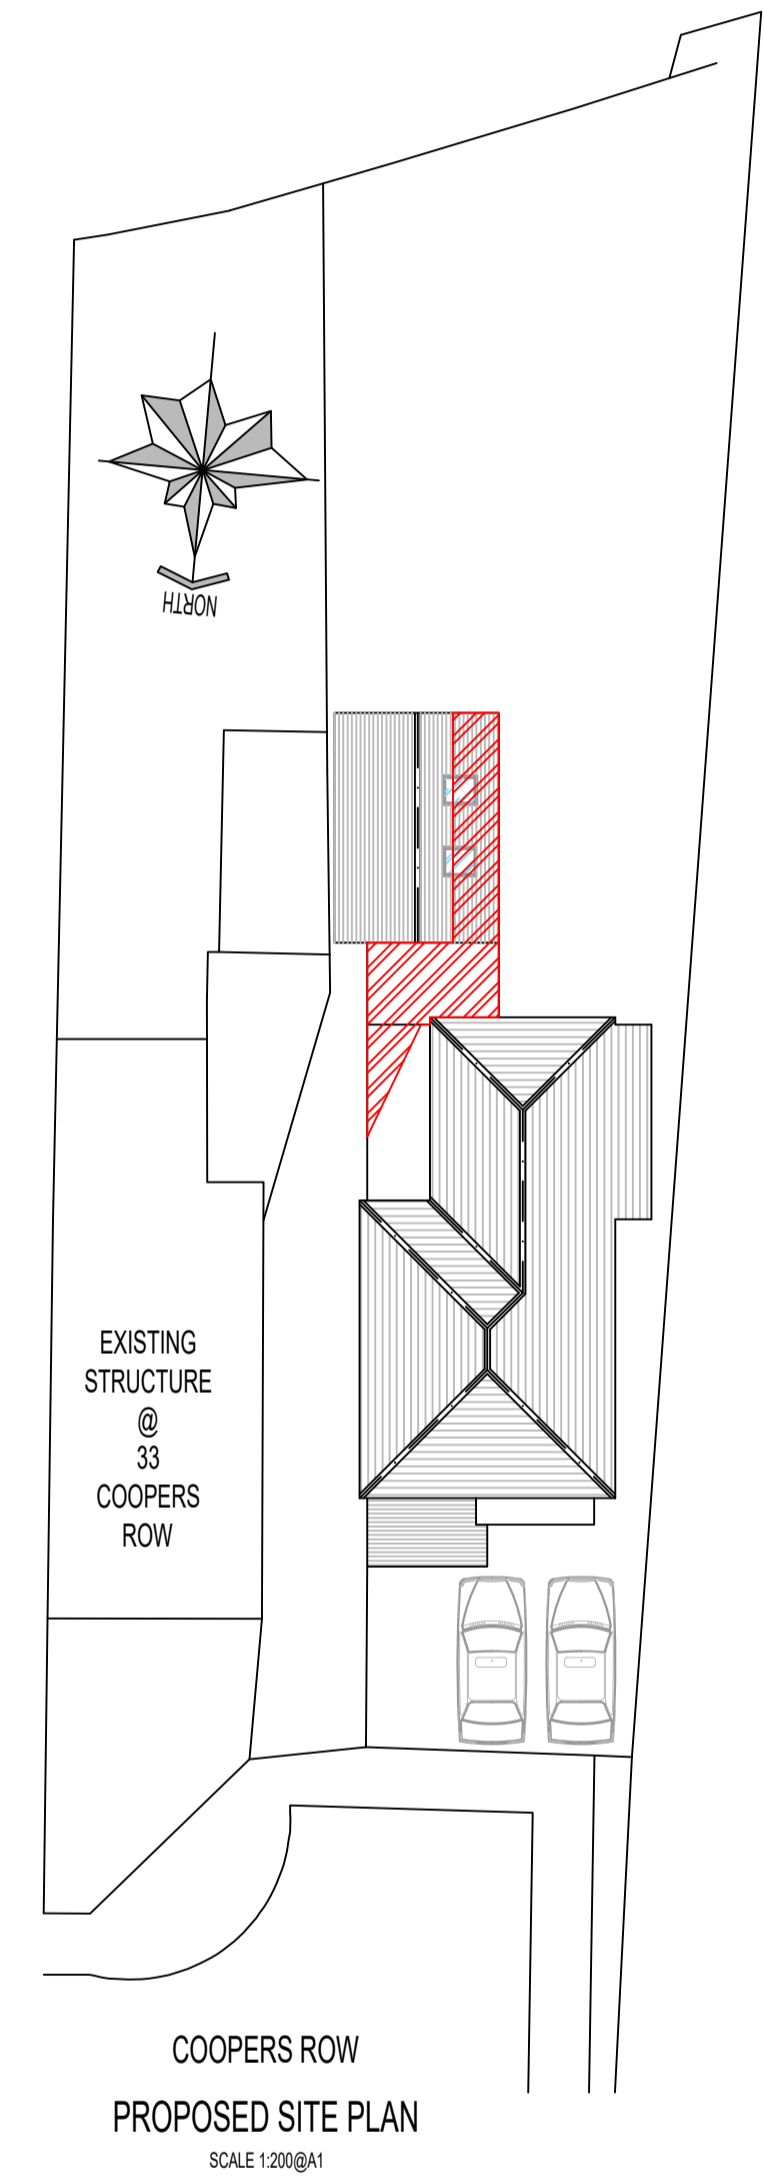 NORTH
EXISTING
STRUCTURE
@
33
COOPERS
ROW
COOPERS ROW
PROPOSED SITE PLAN
SCALE 1:200@A1